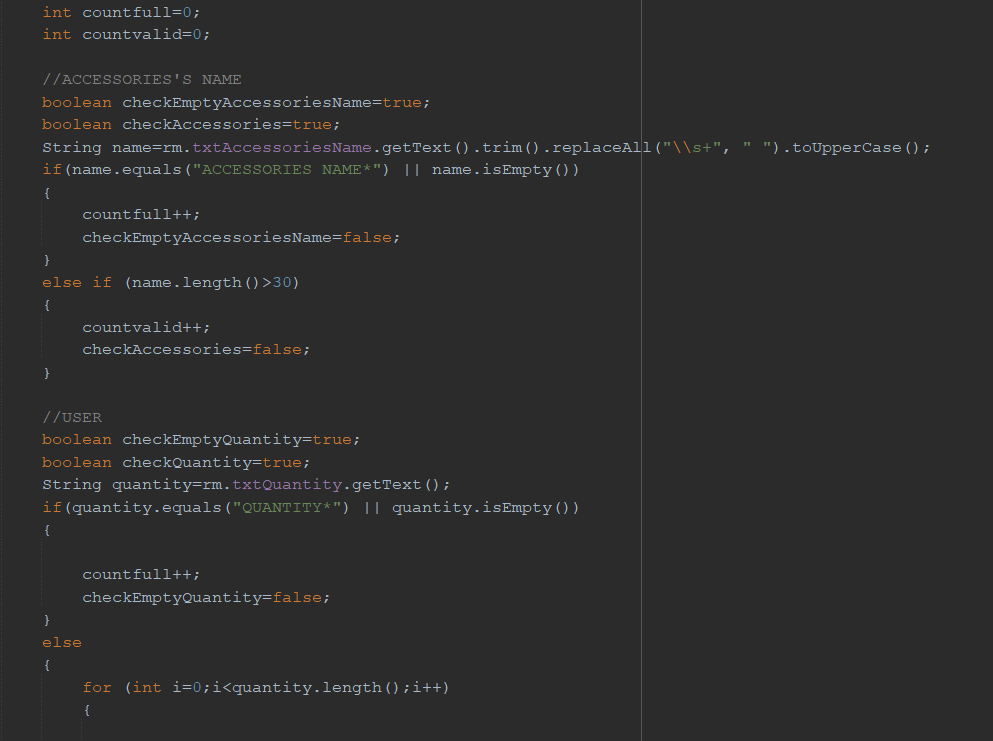 int countfull=0;
int countvalid=0;
//ACCESSORIES'S NAME
boolean checkEmptyAccessoriesName=true;
boolean checkAccessories=true;
String name=rm.txtAccessoriesName.getText().trim().replaceAll("\\s+", " ").toUpperCase();
if(name.equals("ACCESSORIES NAME*") || name.isEmpty())
{
countfull++;
checkEmptyAccessoriesName=false;
}
else if (name.length()>30)
{
countvalid++;
checkAccessories=false;
}
//USER
boolean checkEmptyQuantity=true;
boolean checkQuantity=true;
String quantity=rm.txtQuantity.getText();
if(quantity.equals("QUANTITY*") || quantity.isEmpty())
{
countfull++;
checkEmptyQuantity=false;
}
else
{
for (int i=0;i<quantity.length();i++)
{